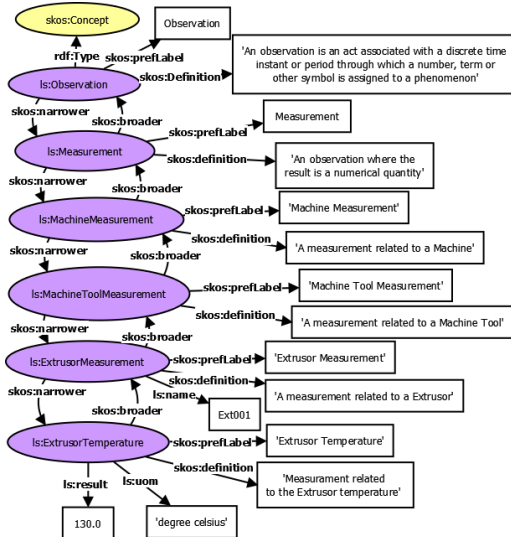 skos:Concept
Observation
rdf:Type
skos:prefLabel
skos:Definition
'An observation is an act associated with a discrete time
instant or period through which a number, term or
other symbol is assigned to a phenomenon'
ls:Observation
skos:narrower
skos:broader
skos:prefLabel
Measurement
ls:Measurement
skos:definition
'An observation where the
result is a numerical quantity'
skos:narrower
skos:broader
skos:prefLabel
'Machine Measurement'
ls:MachineMeasurement
skos:definition
'A measurement related to a Machine'
skos:narrower
skos:broader
skos:prefLabel
'Machine Tool Measurement'
ls:MachineToolMeasurement
skos:definition
'A measurement related to a Machine Tool'
skos:narrower
skos:broader
skos:prefLabel
'Extrusor Measurement'
ls:ExtrusorMeasurement
skos:definition
'A measurement related to a Extrusor'
skos:narrower
ls:name
Ext001
skos:broader
skos:prefLabel
'Extrusor Temperature'
ls:ExtrusorTemperature
skos:definition
'Measurament related
to the Extrusor temperature'
ls:result
ls:uom
130.0
'degree celsius'